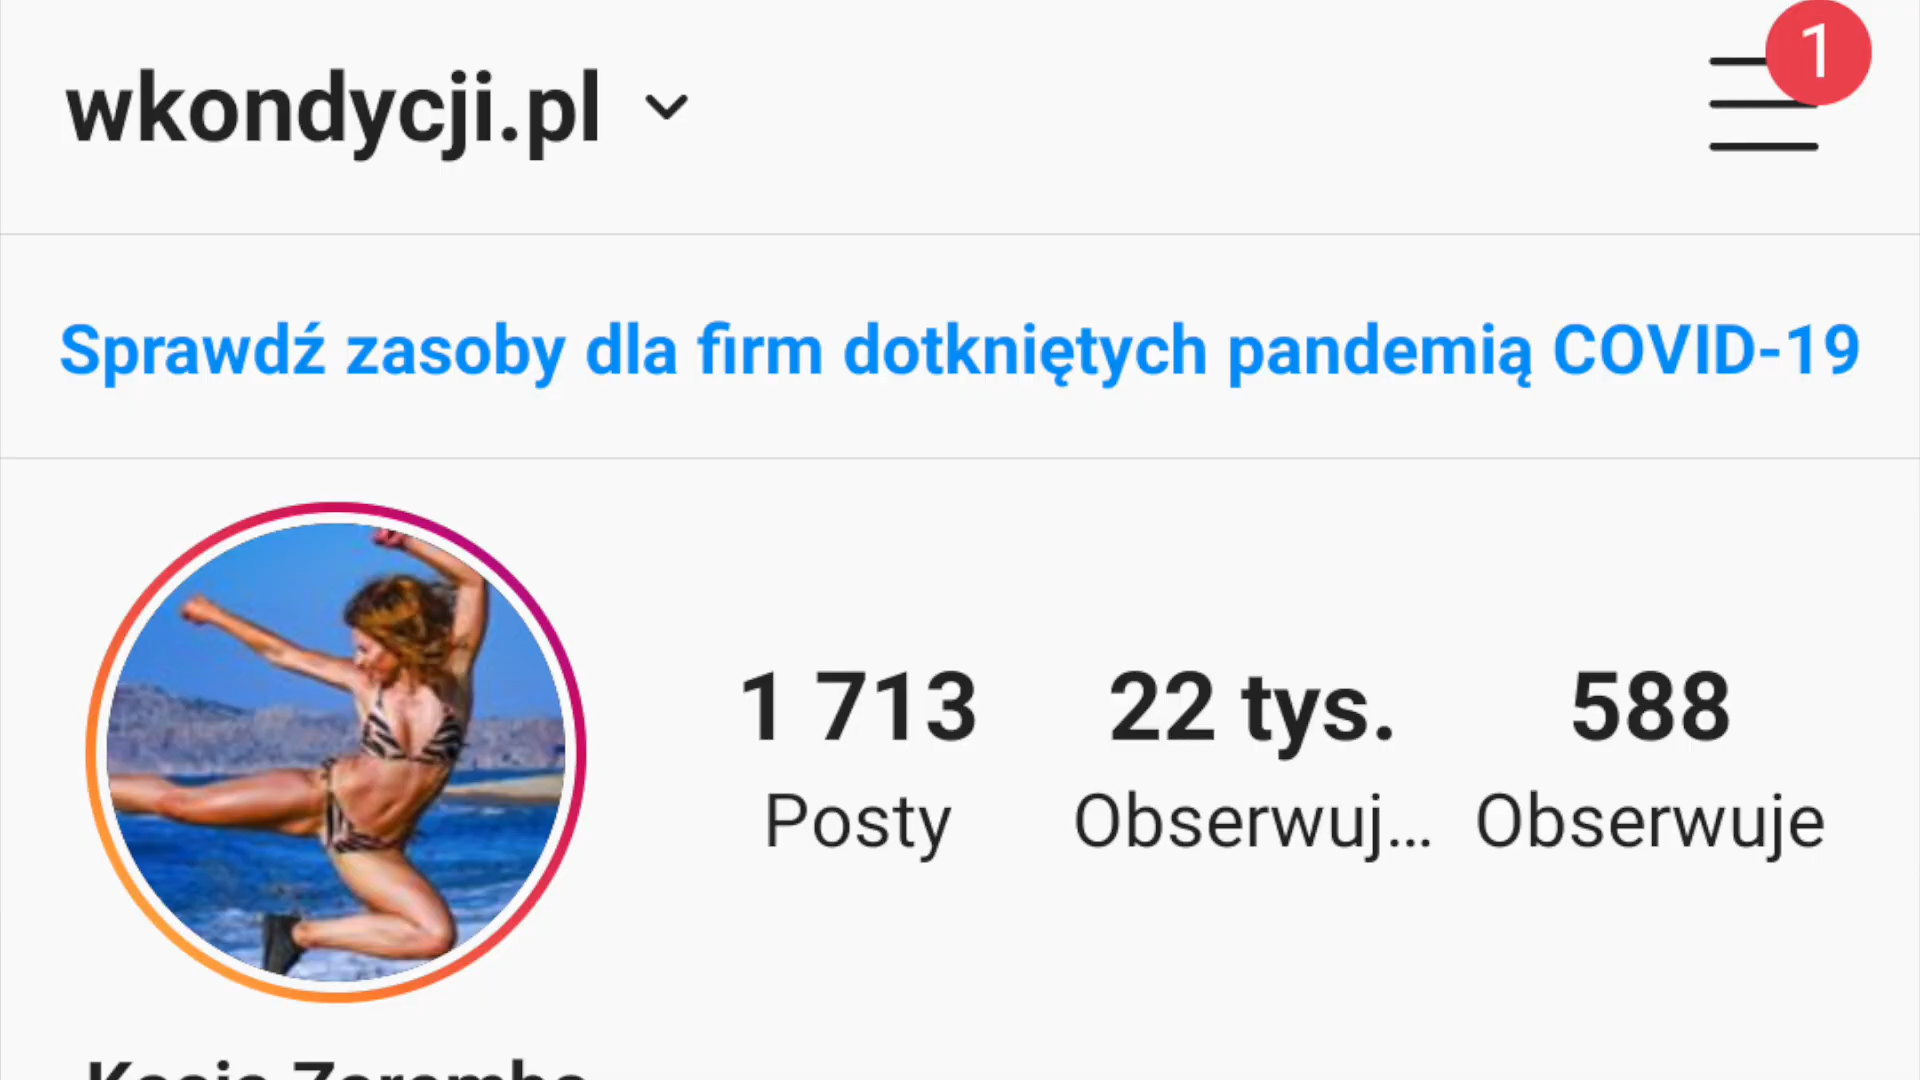 wkondycji.pl
1
Sprawdź zasoby dla firm dotkniętych pandemią COVID-19
1 713 22 tys. 588
Posty Obserwuj... Obserwuje